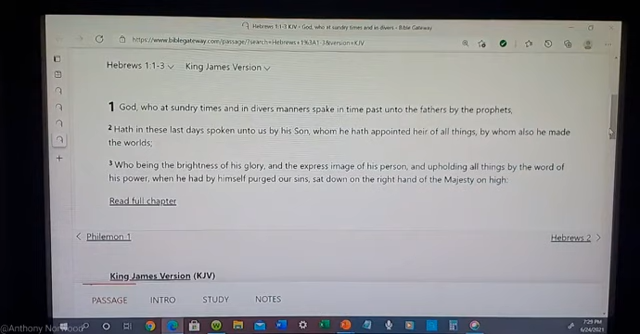 Hebrews 1:1-3 KJV - God, who at sundry times and in divers - Bible Gateway
https://www.biblegateway.com/passage/?search=Hebrews+1%3A1-3&version=KJV
Hebrews 1:1-3 King James Version
1 God, who at sundry times and in divers manners spake in time past unto the fathers by the prophets,
2 Hath in these last days spoken unto us by his Son, whom he hath appointed heir of all things, by whom also he made
the worlds;
3 Who being the brightness of his glory, and the express image of his person, and upholding all things by the word of
his power, when he had by himself purged our sins, sat down on the right hand of the Majesty on high:
Read full chapter
< Philemon 1 Hebrews 2 >
King James Version (KJV)
PASSAGE INTRO STUDY NOTES
7:29 PM
6/24/2021
@Anthony